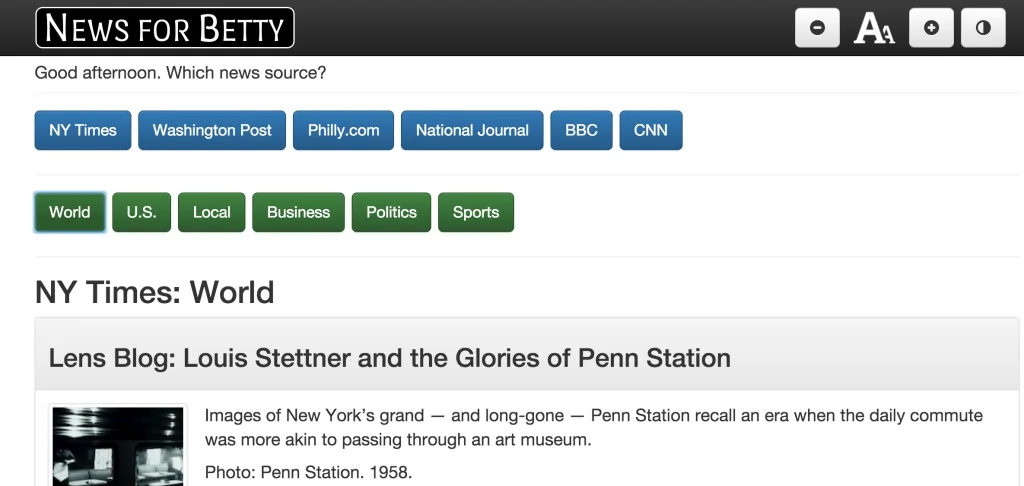 NEWS FOR BETTY
AA
Good afternoon. Which news source?
NY Times Washington Post Philly.com National Journal BBC CNN
World U.S. Local Business Politics Sports
NY Times: World
Lens Blog: Louis Stettner and the Glories of Penn Station
Images of New York’s grand — and long-gone — Penn Station recall an era when the daily commute
was more akin to passing through an art museum.
Photo: Penn Station. 1958.